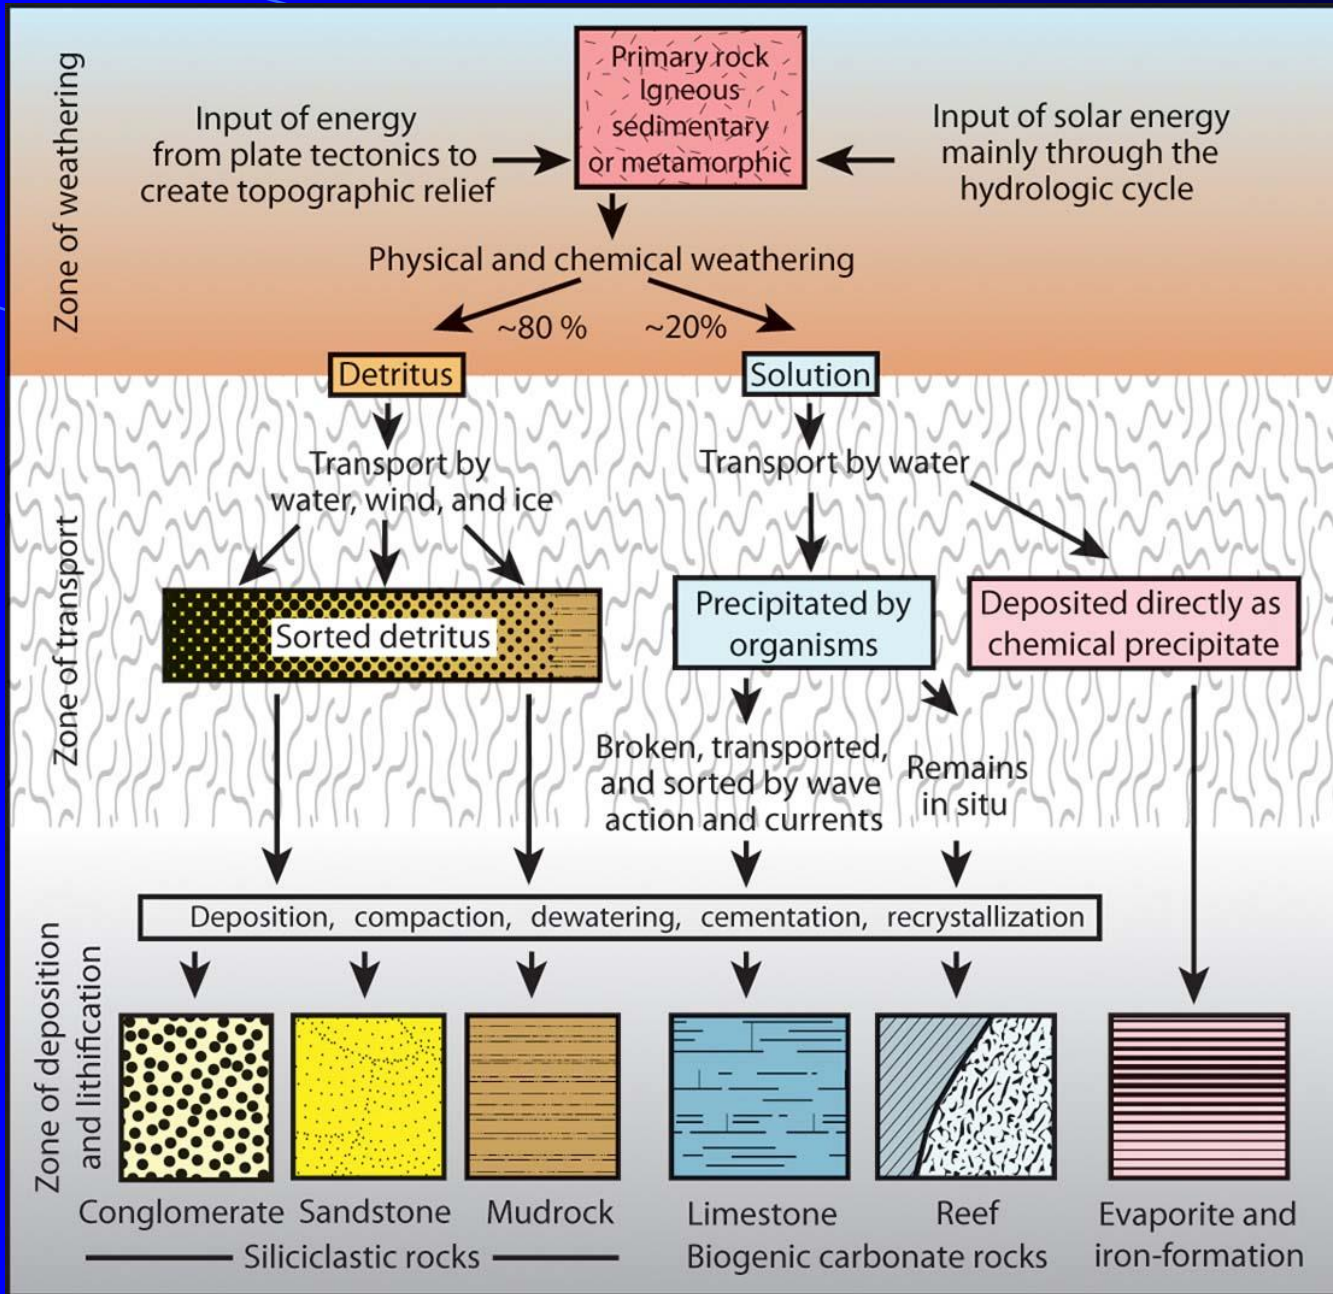 Zone of weathering
Primary rock
Igneous
sedimentary
or metamorphic
Input of energy
from plate tectonics to
create topographic relief
Input of solar energy
mainly through the
hydrologic cycle
Physical and chemical weathering
~80 %
~20%
Detritus
Solution
Zone of transport
Transport by
water, wind, and ice
Transport by water
Sorted detritus
Precipitated by
organisms
Deposited directly as
chemical precipitate
Broken, transported,
and sorted by wave
action and currents
Remains
in situ
Zone of deposition
and lithification
Deposition, compaction, dewatering, cementation, recrystallization
Conglomerate
Sandstone
Mudrock
Siliciclastic rocks
Limestone
Reef
Biogenic carbonate rocks
Evaporite and
iron-formation